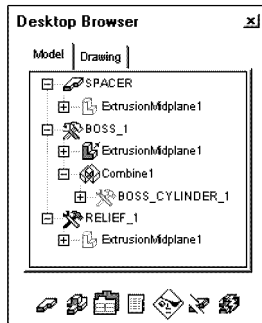 Desktop Browser
Model
Drawing
SPACER
ExtrusionMidplane1
BOSS_1
ExtrusionMidplane1
Combine1
BOSS_CYLINDER_1
RELIEF_1
ExtrusionMidplane1